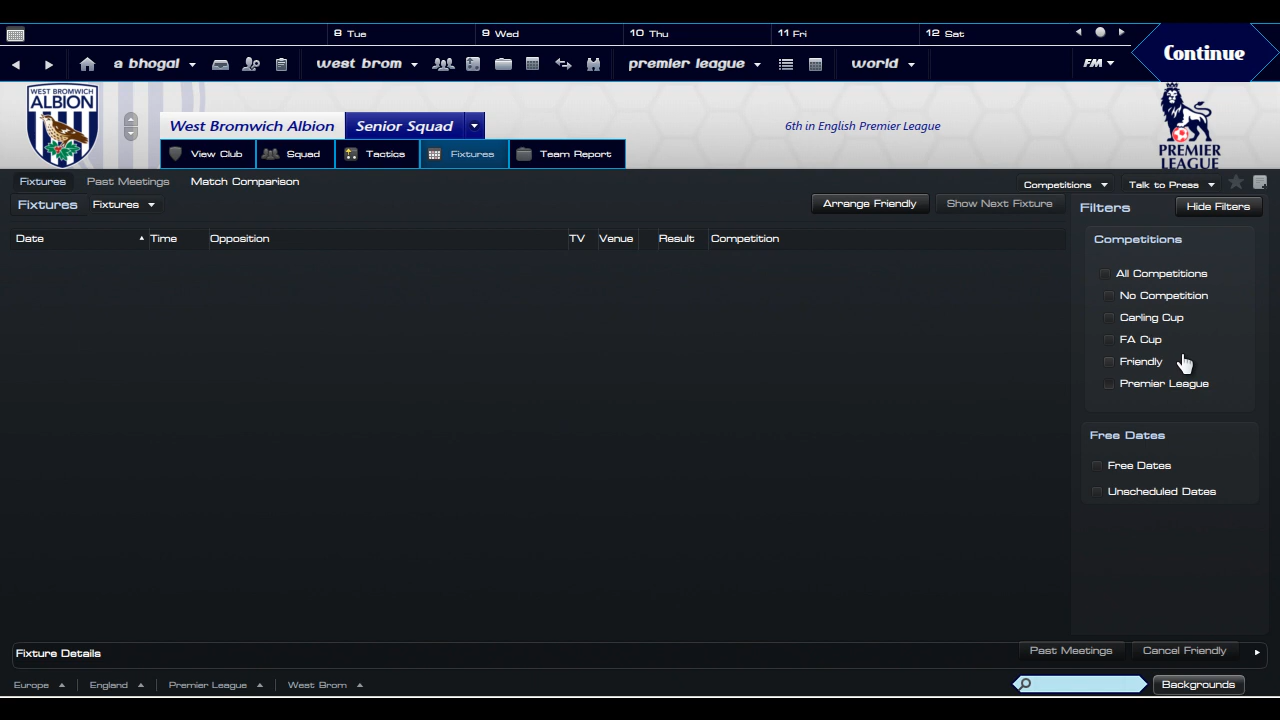 8 Tue 9 Wed 10 Thu 11 Fri 12 Sat
a bhogal west brom premier league world FM Continue
WEST BROMWICH
ALBION
West Bromwich Albion Senior Squad 6th in English Premier League
View Club Squad Tactics Fixtures Team Report
PREMIER
LEAGUE
Fixtures Past Meetings Match Comparison Competitions Talk to Press
Fixtures Fixtures Arrange Friendly Show Next Fixture Filters Hide Filters
Date Time Opposition TV Venue Result Competition
Competitions
All Competitions
No Competition
Carling Cup
FA Cup
Friendly
Premier League
Free Dates
Free Dates
Unscheduled Dates
Fixture Details Past Meetings Cancel Friendly
Europe England Premier League West Brom Backgrounds